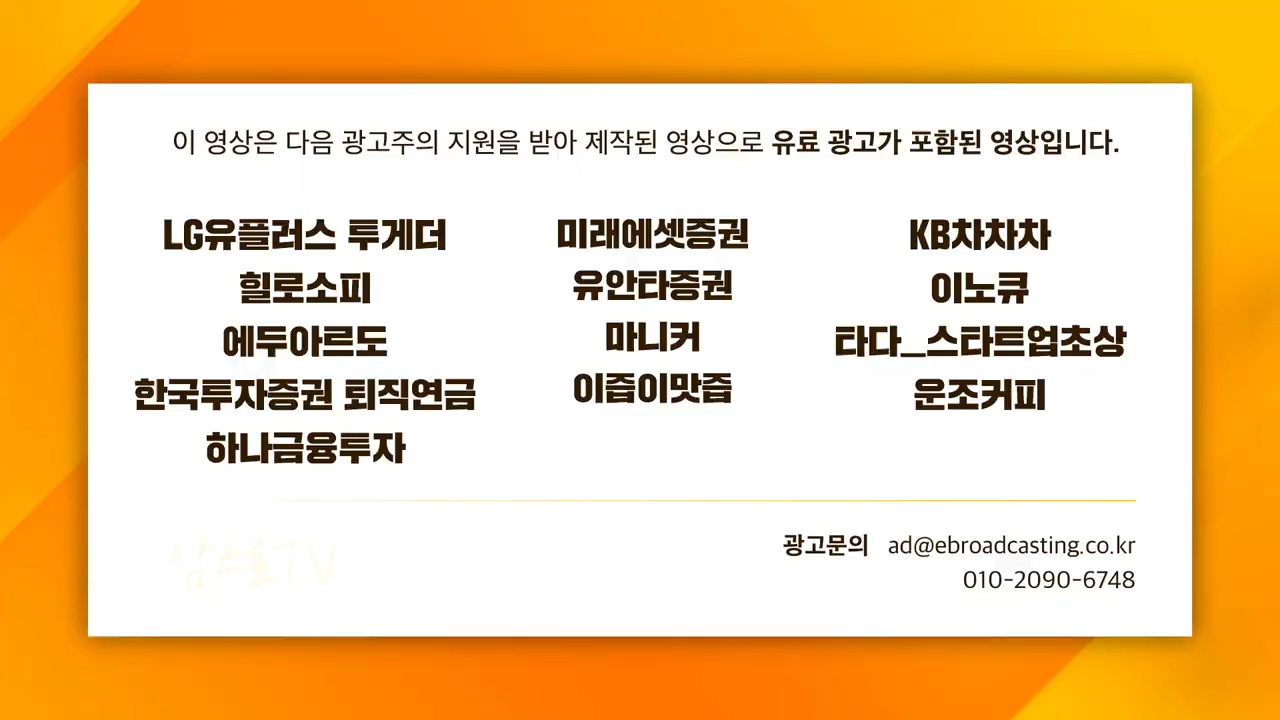 이 영상은 다음 광고주의 지원을 받아 제작된 영상으로 유료 광고가 포함된 영상입니다.
LG유플러스 투게더
힐로소피
에두아르도
한국투자증권 퇴직연금
하나금융투자
미래에셋증권
유안타증권
마니커
이즙이맛즙
KB차차차
이노큐
타다_스타트업초상
운조커피
삼프로TV
광고문의 ad@ebroadcasting.co.kr
010-2090-6748